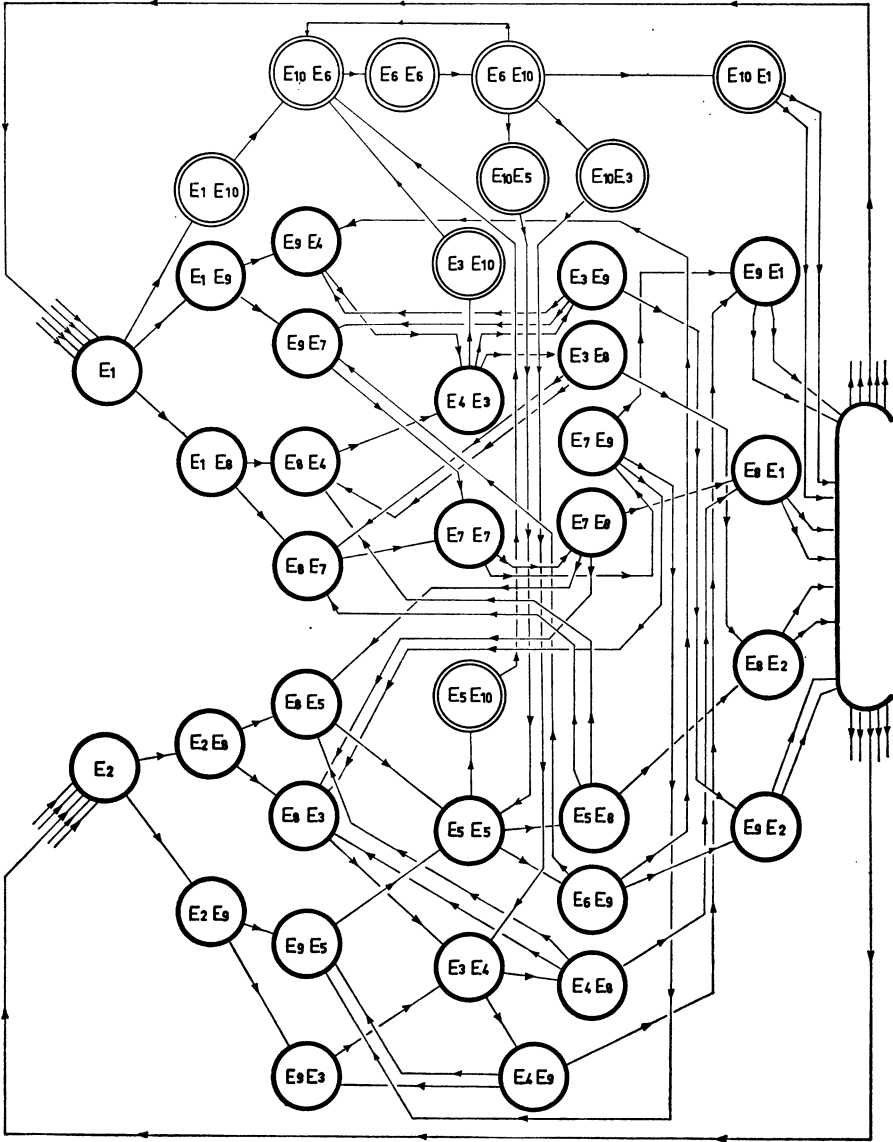 E10 E6
E6 E6
E6 E10
E10 E1
E1 E10
E10E5
E10E3
E9 E4
E1 E9
E3 E10
E3 E9
E9 E1
E9 E7
E3 E8
E1
E4 E3
E7 E9
E1 E8
E8 E4
E8 E1
E7 E8
E7 E7
E8 E7
E8 E2
E5 E10
E8 E5
E2 E8
E2
E8 E3
E5 E5
E5 E8
E9 E2
E6 E9
E2 E9
E9 E5
E3 E4
E4 E8
E9 E3
E4 E9